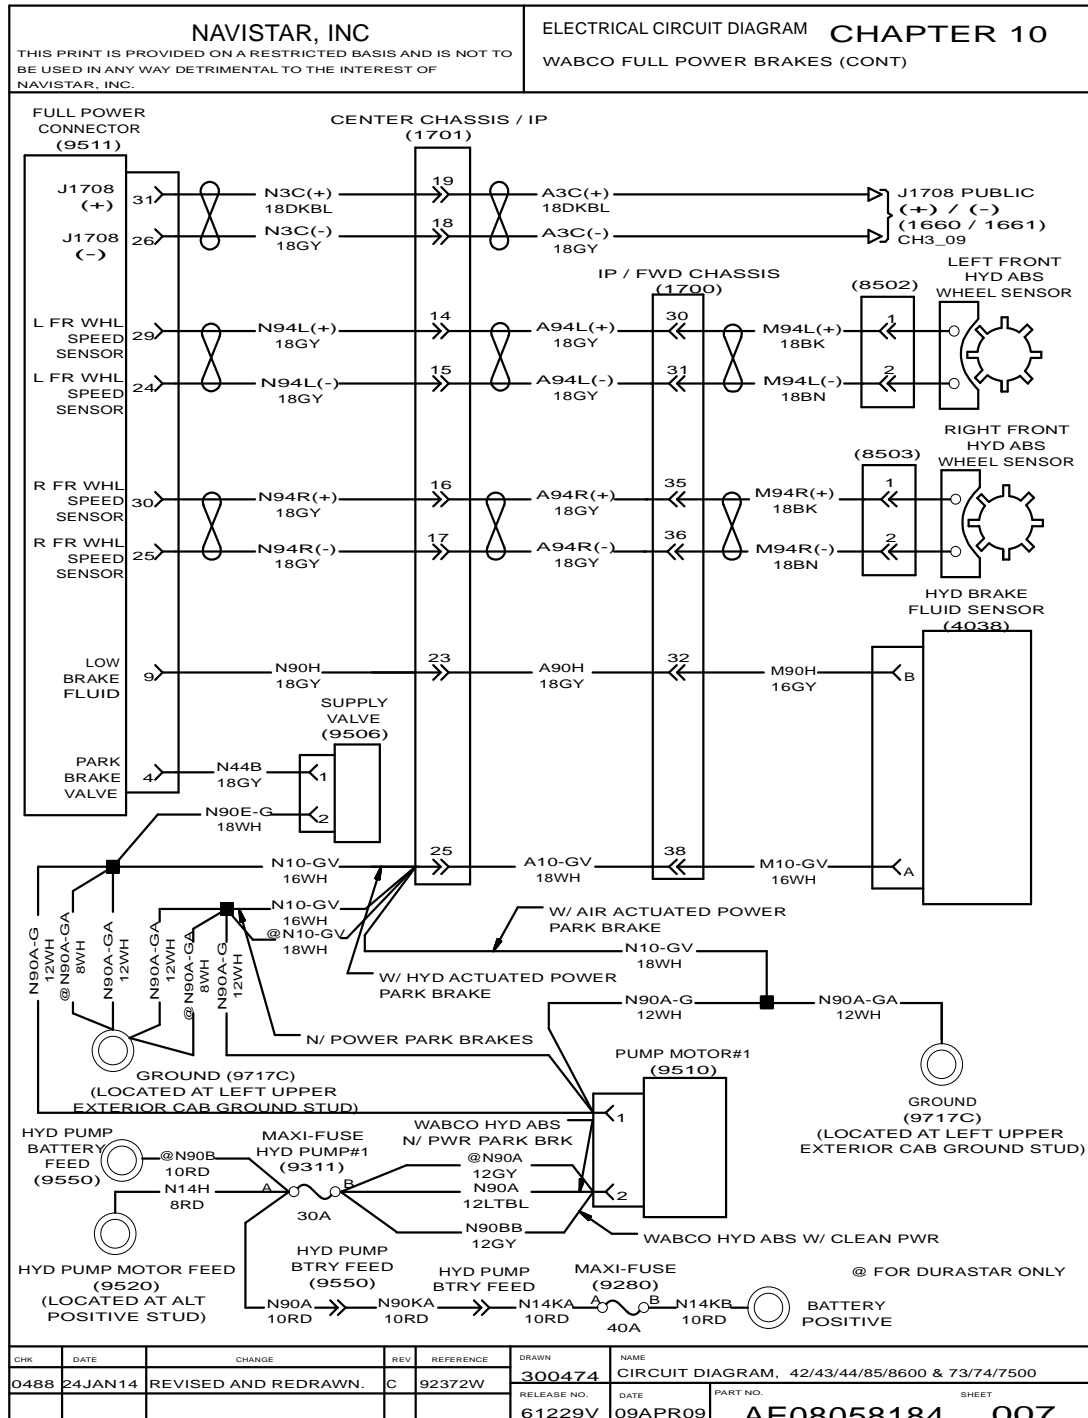 NAVISTAR, INC
THIS PRINT IS PROVIDED ON A RESTRICTED BASIS AND IS NOT TO
BE USED IN ANY WAY DETRIMENTAL TO THE INTEREST OF
NAVISTAR, INC.
ELECTRICAL CIRCUIT DIAGRAM
CHAPTER 10
WABCO FULL POWER BRAKES (CONT)
FULL POWER
CONNECTOR
(9511)
CENTER CHASSIS / IP
(1701)
J1708
(+)
31
N3C(+)
18DKBL
19
A3C(+)
18DKBL
J1708 PUBLIC
(+) / (-)
(1660 / 1661)
CH3_09
J1708
(-)
26
N3C(-)
18GY
18
A3C(-)
18GY
IP / FWD CHASSIS
(1700)
(8502)
LEFT FRONT
HYD ABS
WHEEL SENSOR
L FR WHL
SPEED
SENSOR
29
N94L(+)
18GY
14
A94L(+)
18GY
30
M94L(+)
18BK
1
L FR WHL
SPEED
SENSOR
24
N94L(-)
18GY
15
A94L(-)
18GY
31
M94L(-)
18BN
2
RIGHT FRONT
HYD ABS
WHEEL SENSOR
(8503)
R FR WHL
SPEED
SENSOR
30
N94R(+)
18GY
16
A94R(+)
18GY
35
M94R(+)
18BK
1
R FR WHL
SPEED
SENSOR
25
N94R(-)
18GY
17
A94R(-)
18GY
36
M94R(-)
18BN
2
HYD BRAKE
FLUID SENSOR
(4038)
LOW
BRAKE
FLUID
9
N90H
18GY
23
A90H
18GY
32
M90H
16GY
B
SUPPLY
VALVE
(9506)
PARK
BRAKE
VALVE
4
N44B
18GY
1
N90E-G
18WH
2
N10-GV
16WH
25
A10-GV
18WH
38
M10-GV
16WH
A
N10-GV
16WH
@N10-GV
18WH
W/ AIR ACTUATED POWER
PARK BRAKE
N10-GV
18WH
N90A-G
12WH
@N90A-GA
8WH
N90A-GA
12WH
N90A-GA
12WH
@N90A-GA
8WH
N90A-G
12WH
W/ HYD ACTUATED POWER
PARK BRAKE
N90A-G
12WH
N90A-GA
12WH
N/ POWER PARK BRAKES
GROUND (9717C)
(LOCATED AT LEFT UPPER
EXTERIOR CAB GROUND STUD)
PUMP MOTOR#1
(9510)
1
2
GROUND
(9717C)
(LOCATED AT LEFT UPPER
EXTERIOR CAB GROUND STUD)
WABCO HYD ABS
N/ PWR PARK BRK
HYD PUMP
BATTERY
FEED
(9550)
@N90B
10RD
N14H
8RD
MAXI-FUSE
HYD PUMP#1
(9311)
A
B
30A
@N90A
12GY
N90A
12LTBL
N90BB
12GY
WABCO HYD ABS W/ CLEAN PWR
HYD PUMP MOTOR FEED
(9520)
(LOCATED AT ALT
POSITIVE STUD)
HYD PUMP
BTRY FEED
(9550)
HYD PUMP
BTRY FEED
MAXI-FUSE
(9280)
@ FOR DURASTAR ONLY
N90A
10RD
N90KA
10RD
N14KA
10RD
A
B
40A
N14KB
10RD
BATTERY
POSITIVE
CHK
DATE
CHANGE
REV
REFERENCE
DRAWN
NAME
0488
24JAN14
REVISED AND REDRAWN.
C
92372W
300474
CIRCUIT DIAGRAM, 42/43/44/85/8600 & 73/74/7500
RELEASE NO.
DATE
PART NO.
SHEET
61229V
09APR09
AE08058184
007